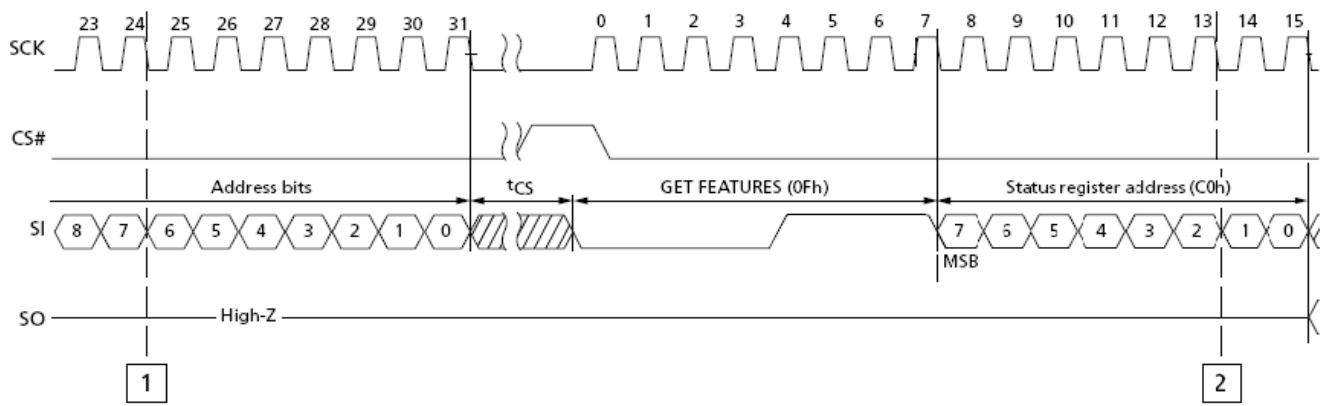 23 24 25 26 27 28 29 30 31 0 1 2 3 4 5 6 7 8 9 10 11 12 13 14 15
SCK
CS#
Address bits tCS GET FEATURES (0Fh) Status register address (C0h)
SI 8 7 6 5 4 3 2 1 0 7 6 5 4 3 2 1 0
MSB
SO High-Z
1 2